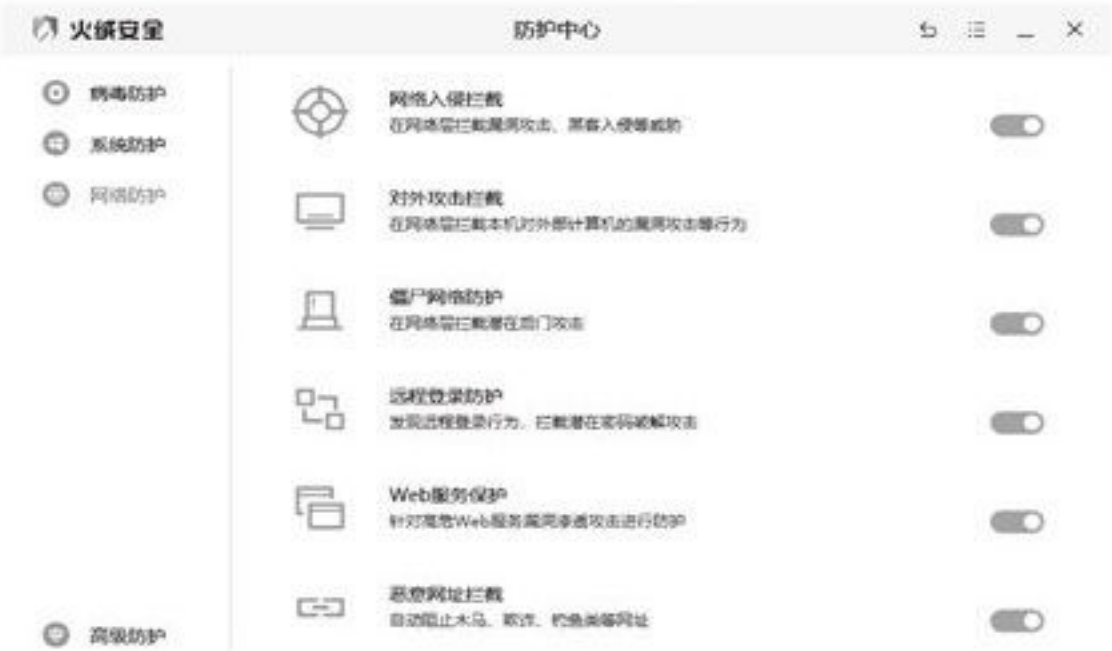 火绒安全
防护中心
病毒防护
系统防护
网络防护
高级防护
网络入侵拦截
在网络层拦截漏洞攻击、黑客入侵等威胁
对外攻击拦截
在网络层拦截本机对外部计算机的漏洞攻击等行为
僵尸网络防护
在网络层拦截潜在后门攻击
远程登录防护
发现远程登录行为，拦截潜在密码破解攻击
Web服务保护
针对高危Web服务漏洞渗透攻击进行防护
恶意网址拦截
自动阻止木马、欺诈、钓鱼类等网址